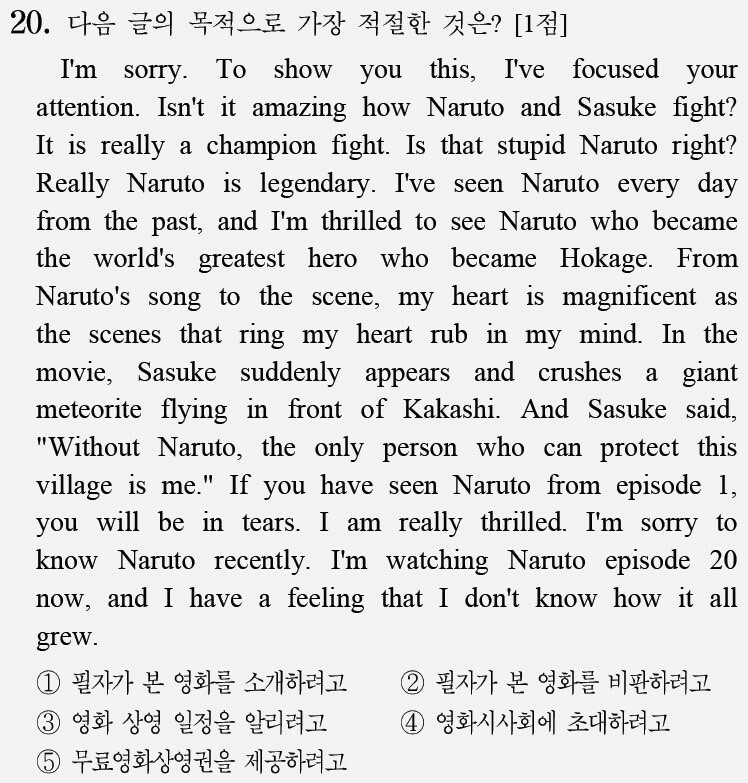 20. 다음 글의 목적으로 가장 적절한 것은? [1점]
I'm sorry. To show you this, I've focused your
attention. Isn't it amazing how Naruto and Sasuke fight?
It is really a champion fight. Is that stupid Naruto right?
Really Naruto is legendary. I've seen Naruto every day
from the past, and I'm thrilled to see Naruto who became
the world's greatest hero who became Hokage. From
Naruto's song to the scene, my heart is magnificent as
the scenes that ring my heart rub in my mind. In the
movie, Sasuke suddenly appears and crushes a giant
meteorite flying in front of Kakashi. And Sasuke said,
"Without Naruto, the only person who can protect this
village is me." If you have seen Naruto from episode 1,
you will be in tears. I am really thrilled. I'm sorry to
know Naruto recently. I'm watching Naruto episode 20
now, and I have a feeling that I don't know how it all
grew.
① 필자가 본 영화를 소개하려고 ② 필자가 본 영화를 비판하려고
③ 영화 상영 일정을 알리려고 ④ 영화시사회에 초대하려고
⑤ 무료영화상영권을 제공하려고